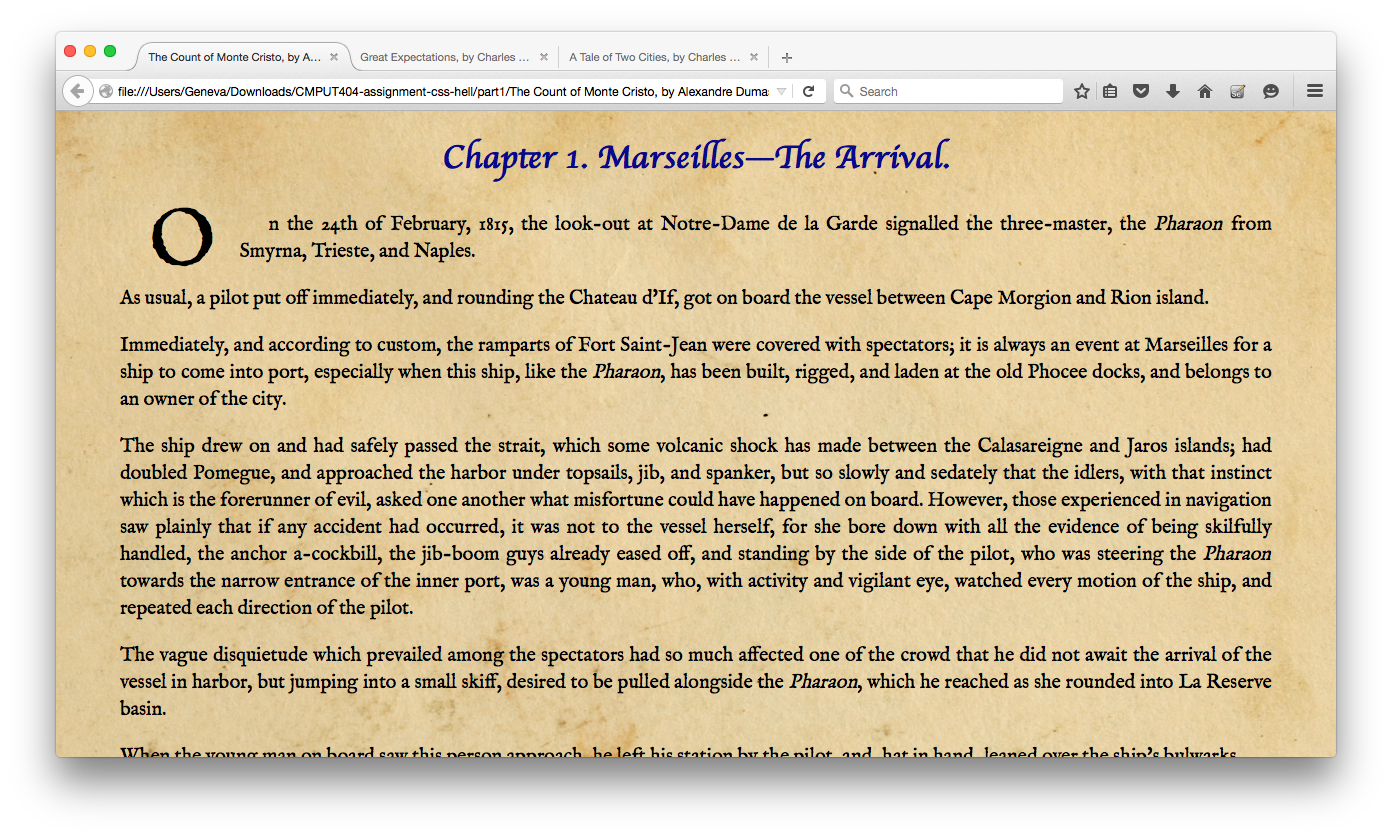 The Count of Monte Cristo, by A...
Great Expectations, by Charles ...
A Tale of Two Cities, by Charles ...
file:///Users/Geneva/Downloads/CMPUT404-assignment-css-hell/part1/The Count of Monte Cristo, by Alexandre Dumas
Search
Chapter 1. Marseilles—The Arrival.
On the 24th of February, 1815, the look-out at Notre-Dame de la Garde signalled the three-master, the Pharaon from
Smyrna, Trieste, and Naples.
As usual, a pilot put off immediately, and rounding the Chateau d'If, got on board the vessel between Cape Morgion and Rion island.
Immediately, and according to custom, the ramparts of Fort Saint-Jean were covered with spectators; it is always an event at Marseilles for a
ship to come into port, especially when this ship, like the Pharaon, has been built, rigged, and laden at the old Phocee docks, and belongs to
an owner of the city.
The ship drew on and had safely passed the strait, which some volcanic shock has made between the Calasareigne and Jaros islands; had
doubled Pomegue, and approached the harbor under topsails, jib, and spanker, but so slowly and sedately that the idlers, with that instinct
which is the forerunner of evil, asked one another what misfortune could have happened on board. However, those experienced in navigation
saw plainly that if any accident had occurred, it was not to the vessel herself, for she bore down with all the evidence of being skilfully
handled, the anchor a-cockbill, the jib-boom guys already eased off, and standing by the side of the pilot, who was steering the Pharaon
towards the narrow entrance of the inner port, was a young man, who, with activity and vigilant eye, watched every motion of the ship, and
repeated each direction of the pilot.
The vague disquietude which prevailed among the spectators had so much affected one of the crowd that he did not await the arrival of the
vessel in harbor, but jumping into a small skiff, desired to be pulled alongside the Pharaon, which he reached as she rounded into La Reserve
basin.
When the young man on board saw this person approach, he left his station by the pilot, and, hat in hand, leaned over the ship's bulwarks.